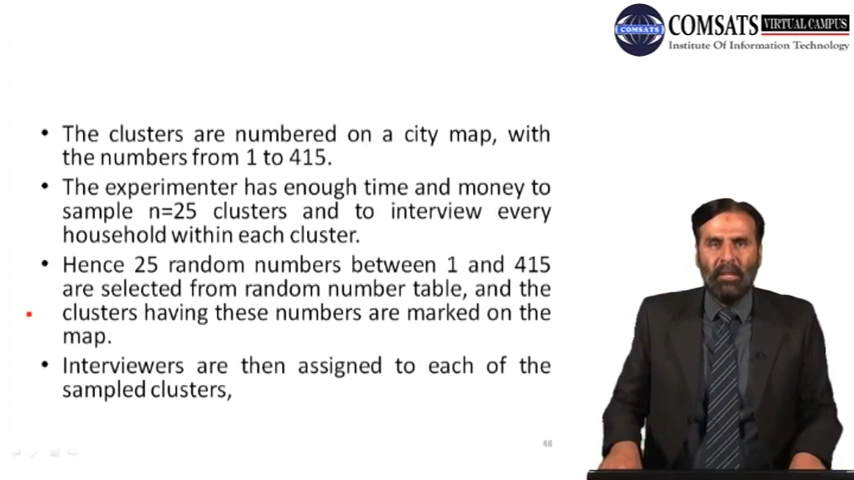 COMSATS VIRTUAL CAMPUS
COMSATS
Institute Of Information Technology
• The clusters are numbered on a city map, with
the numbers from 1 to 415.
• The experimenter has enough time and money to
sample n=25 clusters and to interview every
household within each cluster.
• Hence 25 random numbers between 1 and 415
are selected from random number table, and the
clusters having these numbers are marked on the
map.
• Interviewers are then assigned to each of the
sampled clusters,
48